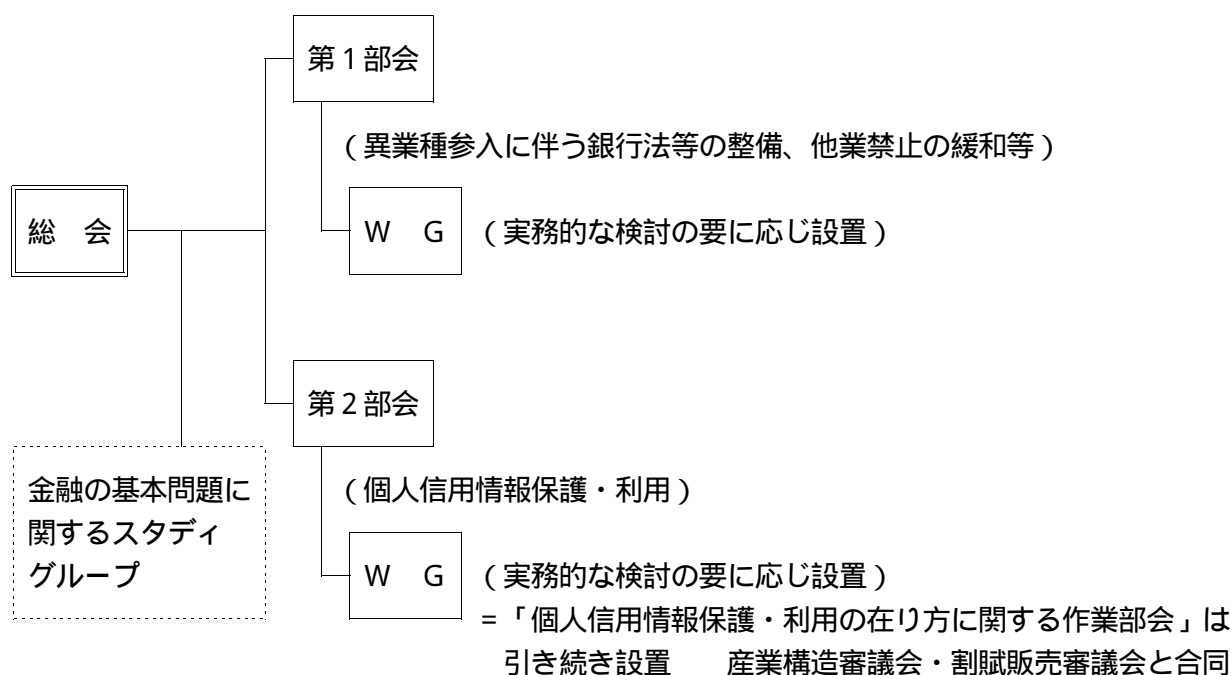 第1部会
(異業種参入に伴う銀行法等の整備、他業禁止の緩和等)
総 会
W G (実務的な検討の要に応じ設置)
第2部会
金融の基本問題に
関するスタディ
グループ
(個人信用情報保護・利用)
W G (実務的な検討の要に応じ設置)
=「個人信用情報保護・利用の在り方に関する作業部会」は
引き続き設置 産業構造審議会・割賦販売審議会と合同